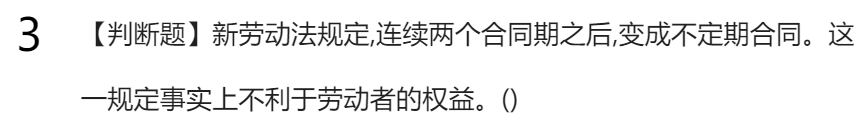 3 【判断题】新劳动法规定,连续两个合同期之后,变成不定期合同。这
一规定事实上不利于劳动者的权益。()